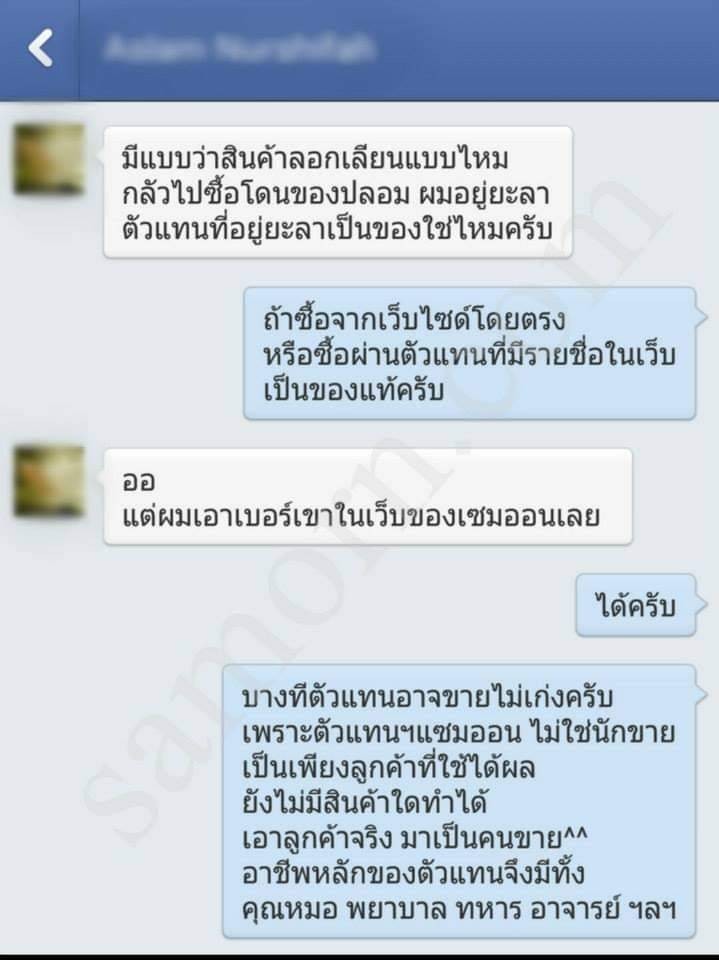 มีแบบว่าสินค้าลอกเลียนแบบไหม
กลัวไปซื้อโดนของปลอม ผมอยู่ยะลา
ตัวแทนที่อยู่ยะลาเป็นของใช่ไหมครับ
ถ้าซื้อจากเว็บไซด์โดยตรง
หรือซื้อผ่านตัวแทนที่มีรายชื่อในเว็บ
เป็นของแท้ครับ
ออ
แต่ผมเอาเบอร์เขาในเว็บของเซมออนเลย
ได้ครับ
บางทีตัวแทนอาจขายไม่เก่งครับ
เพราะตัวแทนฯแซมออน ไม่ใช่นักขาย
เป็นเพียงลูกค้าที่ใช้ได้ผล
ยังไม่มีสินค้าใดทำได้
เอาลูกค้าจริง มาเป็นคนขาย^^
อาชีพหลักของตัวแทนจึงมีทั้ง
คุณหมอ พยาบาล ทหาร อาจารย์ ฯลฯ
samorn.com